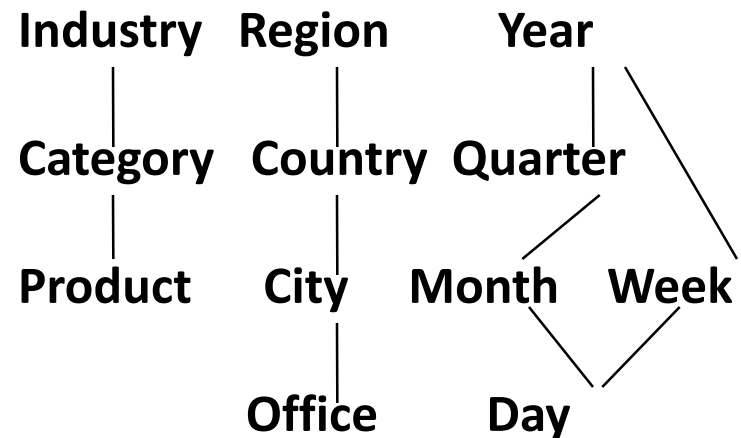 Industry Region Year
Category Country Quarter
Product City Month Week
Office Day